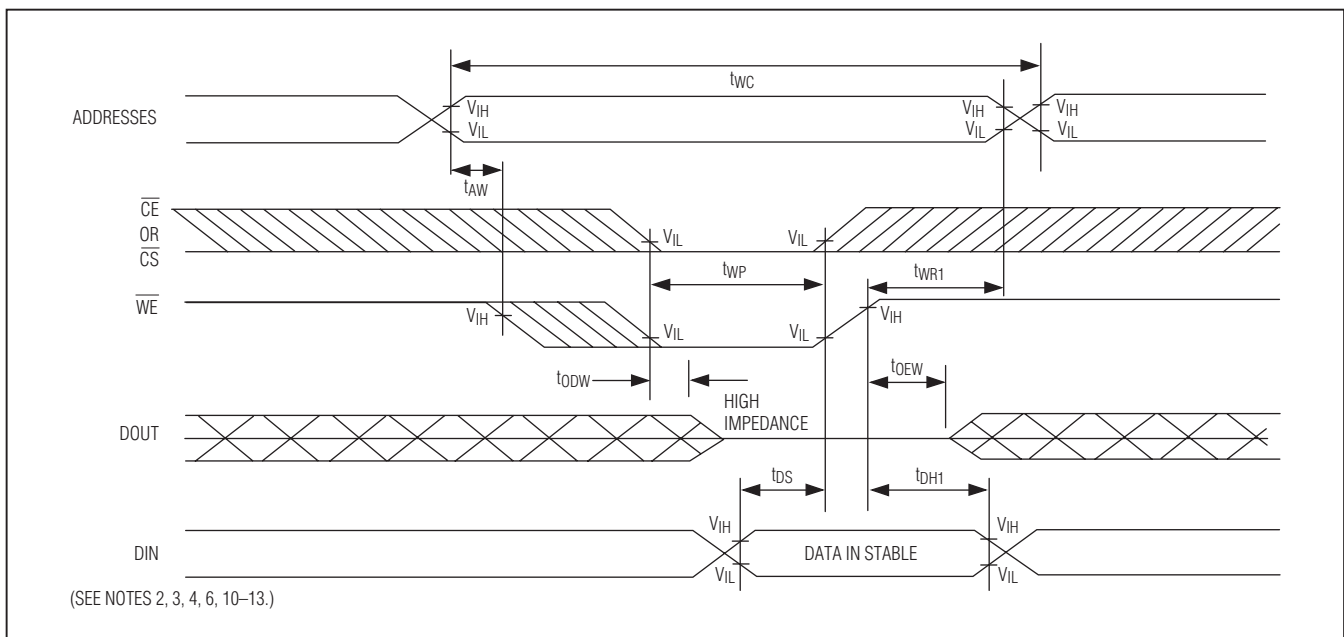 tWC
ADDRESSES
VIH
VIL
VIH
VIL
VIH
VIL
tAW
CE
OR
CS
VIL
VIL
tWP
tWR1
WE
VIH
VIL
VIL
VIH
tODW
tOEW
HIGH
IMPEDANCE
DOUT
tDS
tDH1
VIH
VIH
DIN
DATA IN STABLE
VIL
VIL
(SEE NOTES 2, 3, 4, 6, 10–13.)